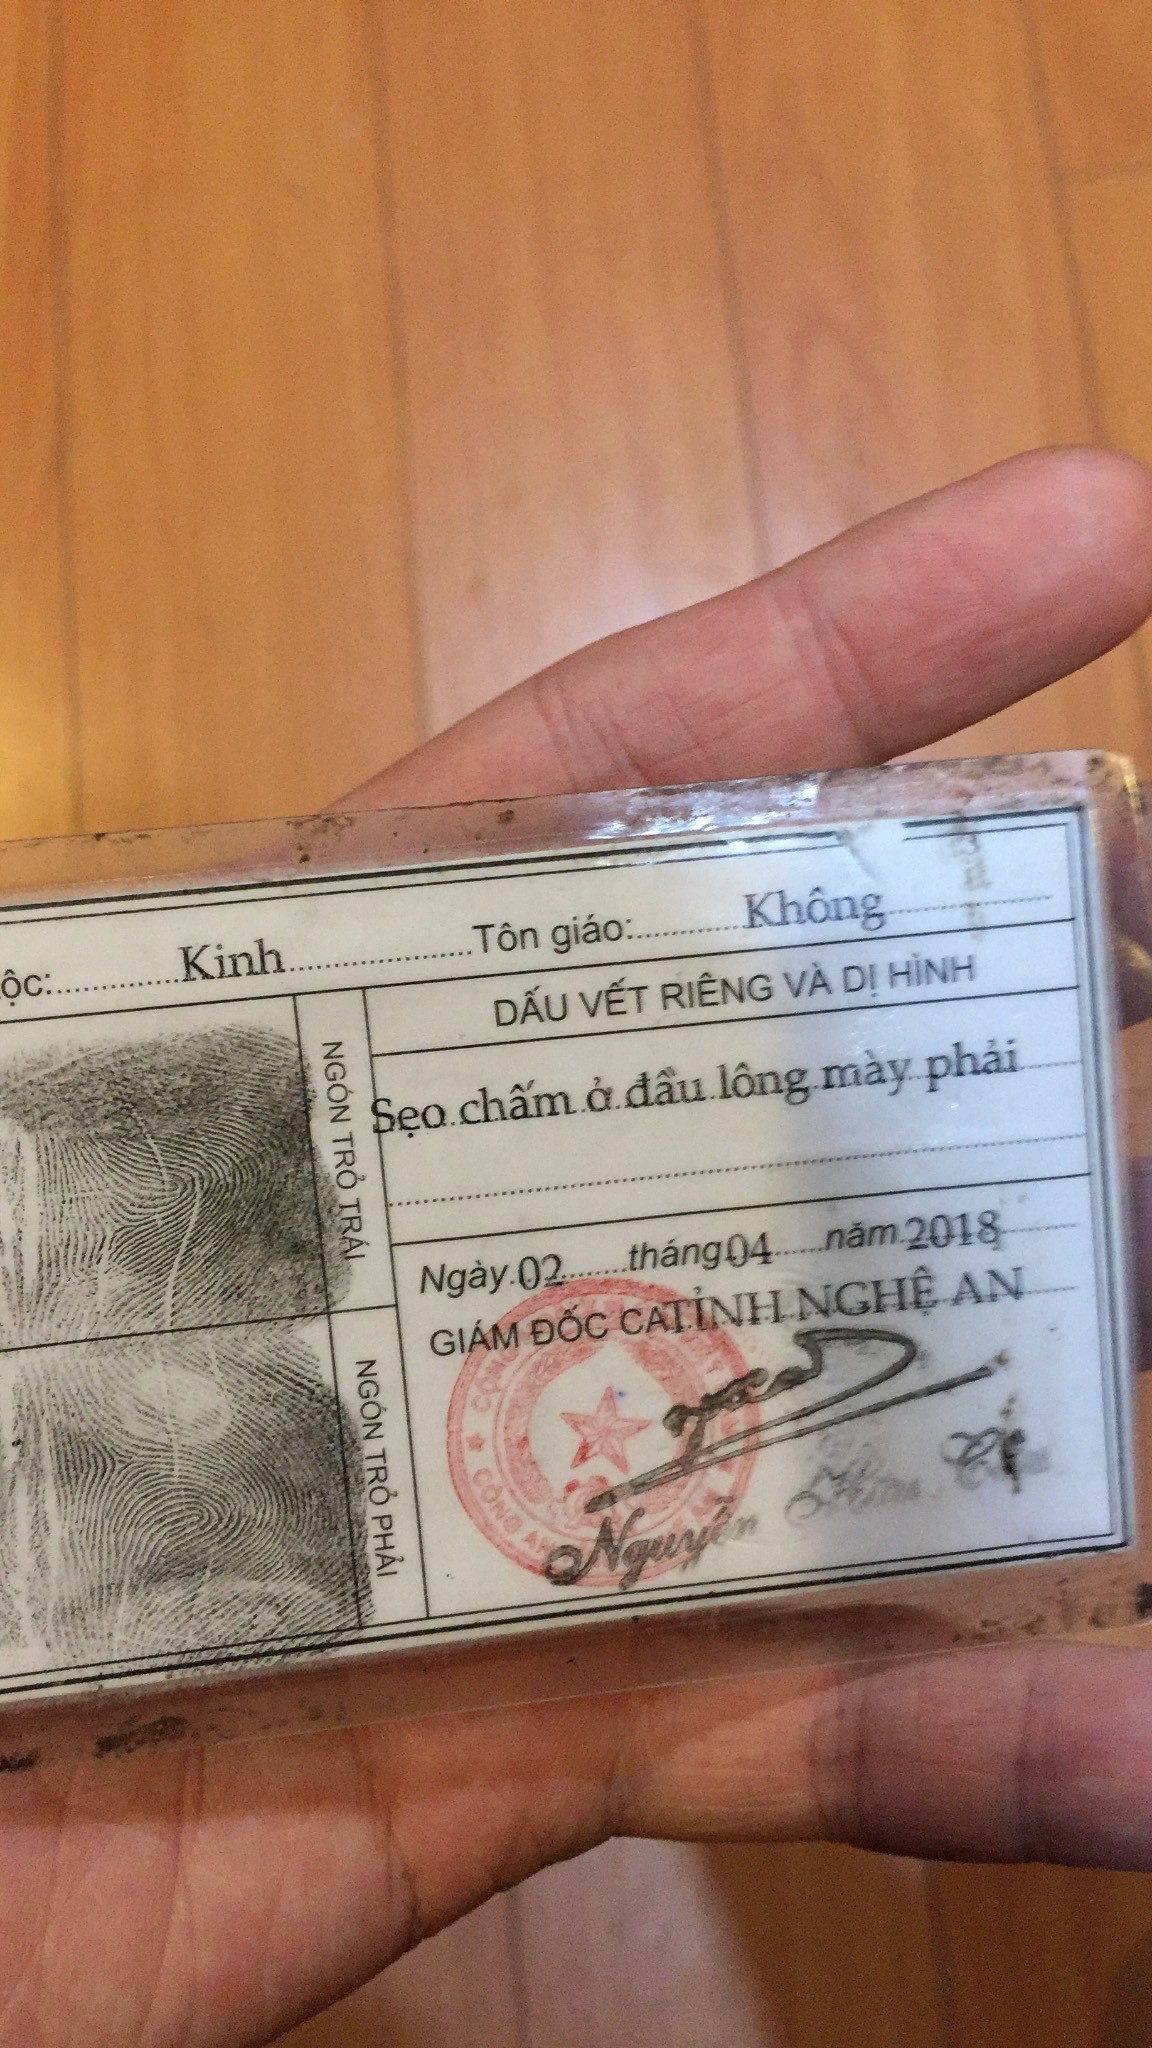 ộc: Kinh Tôn giáo: Không
DẤU VẾT RIÊNG VÀ DỊ HÌNH
NGÓN TRỎ TRÁI
Sẹo chấm ở đầu lông mày phải
Ngày 02 tháng 04 năm 2018
GIÁM ĐỐC CA TỈNH NGHỆ AN
NGÓN TRỎ PHẢI
Nguyễn